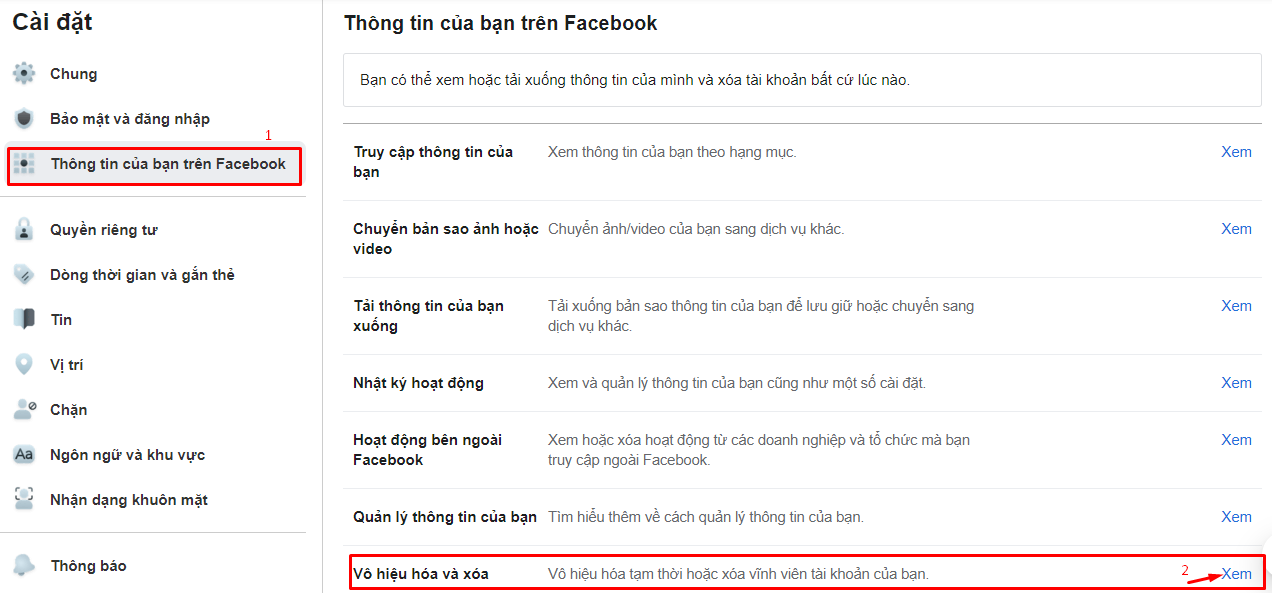 Cài đặt
Chung
Bảo mật và đăng nhập
1
Thông tin của bạn trên Facebook
Quyền riêng tư
Dòng thời gian và gắn thẻ
Tin
Vị trí
Chặn
Aa Ngôn ngữ và khu vực
Nhận dạng khuôn mặt
Thông báo
Thông tin của bạn trên Facebook
Bạn có thể xem hoặc tải xuống thông tin của mình và xóa tài khoản bất cứ lúc nào.
Truy cập thông tin của Xem thông tin của bạn theo hạng mục. Xem
bạn
Chuyển bản sao ảnh hoặc Chuyển ảnh/video của bạn sang dịch vụ khác. Xem
video
Tải thông tin của bạn Tải xuống bản sao thông tin của bạn để lưu giữ hoặc chuyển sang Xem
xuống dịch vụ khác.
Nhật ký hoạt động Xem và quản lý thông tin của bạn cũng như một số cài đặt. Xem
Hoạt động bên ngoài Xem hoặc xóa hoạt động từ các doanh nghiệp và tổ chức mà bạn Xem
Facebook truy cập ngoài Facebook.
Quản lý thông tin của bạn Tìm hiểu thêm về cách quản lý thông tin của bạn. Xem
Vô hiệu hóa và xóa Vô hiệu hóa tạm thời hoặc xóa vĩnh viên tài khoản của bạn. 2 Xem